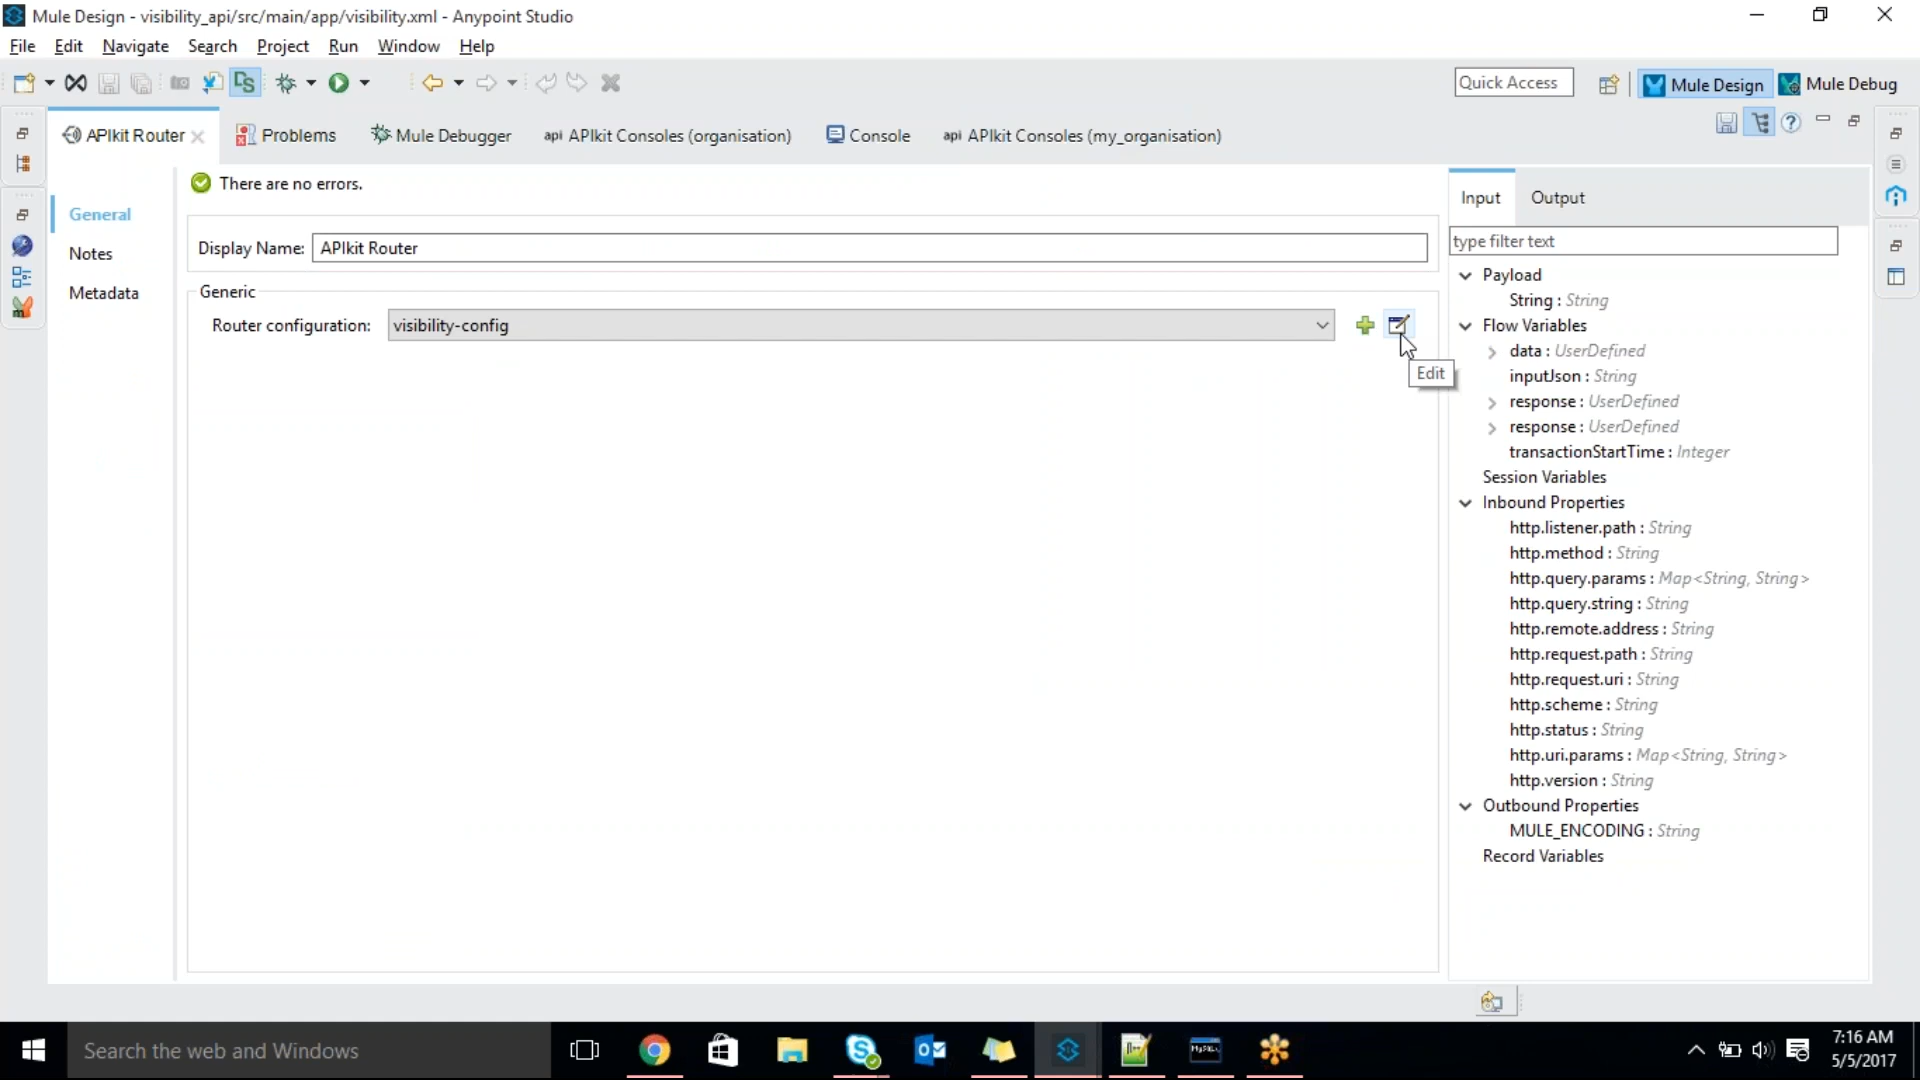 Mule Design - visibility_api/src/main/app/visibility.xml - Anypoint Studio
File Edit Navigate Search Project Run Window Help
Quick Access Mule Design Mule Debug
APIkit Router Problems Mule Debugger api APIkit Consoles (organisation) Console api APIkit Consoles (my_organisation)
There are no errors.
General
Notes
Metadata
Display Name: APIkit Router
Generic
Router configuration: visibility-config
Edit
Input Output
type filter text
Payload
String : String
Flow Variables
data : UserDefined
inputJson : String
response : UserDefined
response : UserDefined
transactionStartTime : Integer
Session Variables
Inbound Properties
http.listener.path : String
http.method : String
http.query.params : Map<String, String>
http.query.string : String
http.remote.address : String
http.request.path : String
http.request.uri : String
http.scheme : String
http.status : String
http.uri.params : Map<String, String>
http.version : String
Outbound Properties
MULE_ENCODING : String
Record Variables
Search the web and Windows
7:16 AM
5/5/2017